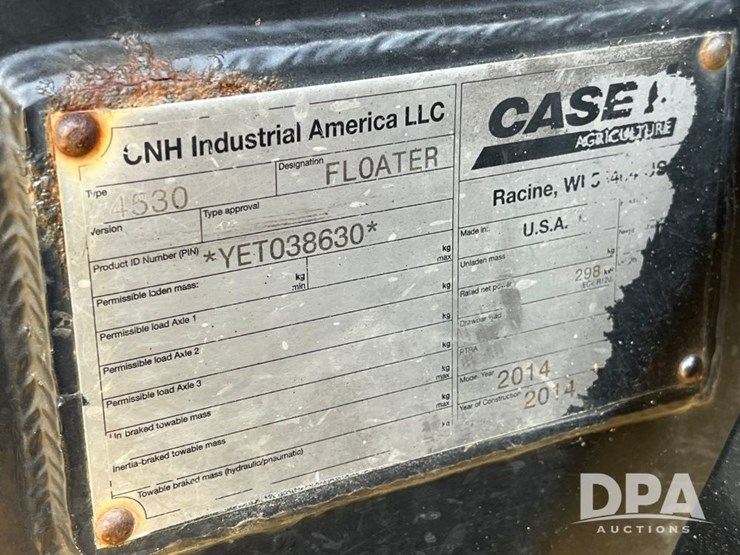 CNH Industrial America LLC
Type
4530
Designation
FLOATER
Version
Type approval
Product ID Number (PIN)
*YET038630*
Permissible laden mass:
kg
min
kg
max
Permissible load Axle 1
kg
Permissible load Axle 2
kg
max
Permissible load Axle 3
kg
max
Un braked towable mass
kg
max
Inertia-braked towable mass
kg
max
Towable braked mass (hydraulic/pneumatic)
CASE
AGRICULTURE
Racine, WI
Made in:
U.S.A.
Unladen mass
kg
Rated net power
298 kW
Model Year
2014
Year of Construction
2014
DPA
AUCTIONS